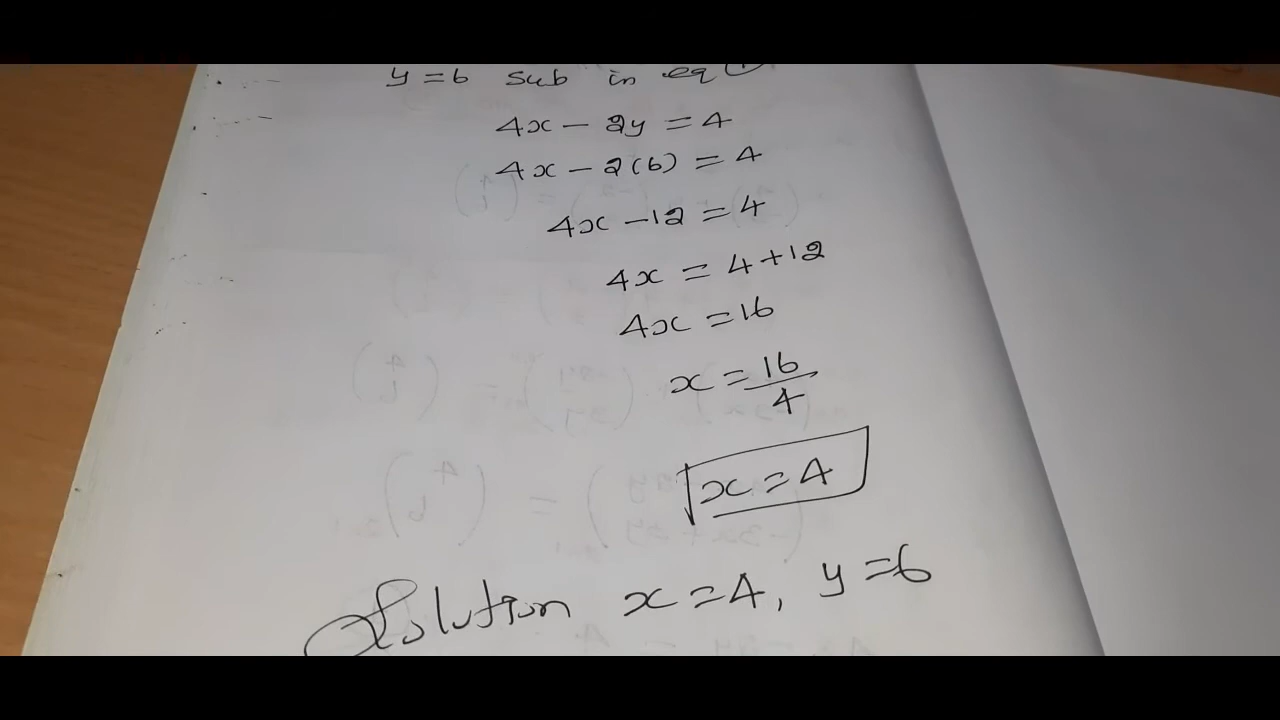 y = 6 sub in eq ①
4x - 2y = 4
4x - 2(6) = 4
4x - 12 = 4
4x = 4 + 12
4x = 16
x = 16/4
x = 4
Solution x = 4, y = 6